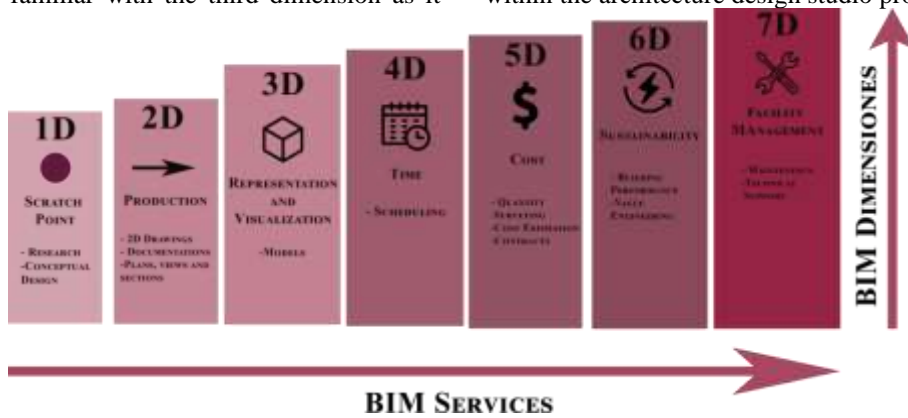 familiar with the third dimension as it
within the architecture design studio pro
1D
SCRATCH
POINT
- RESEARCH
-CONCEPTUAL
DESIGN
2D
PRODUCTION
- 2D DRAWINGS
- DOCUMENTATIONS
- PLANS, VIEWS AND
SECTIONS
3D
REPRESENTATION
AND
VISUALIZATION
-MODELS
4D
TIME
- SCHEDULING
5D
$
COST
- QUANTITY
SURVEYING
-COST ESTIMATION
-CONTRACTS
6D
SUSTAINABILITY
- BUILDING
PERFORMANCE
- VALUE
ENGINEERING
7D
FACILITY
MANAGEMENT
- MAINTENANCE
-TECHNICAL
SUPPORT
BIM DIMENSIONES
BIM SERVICES